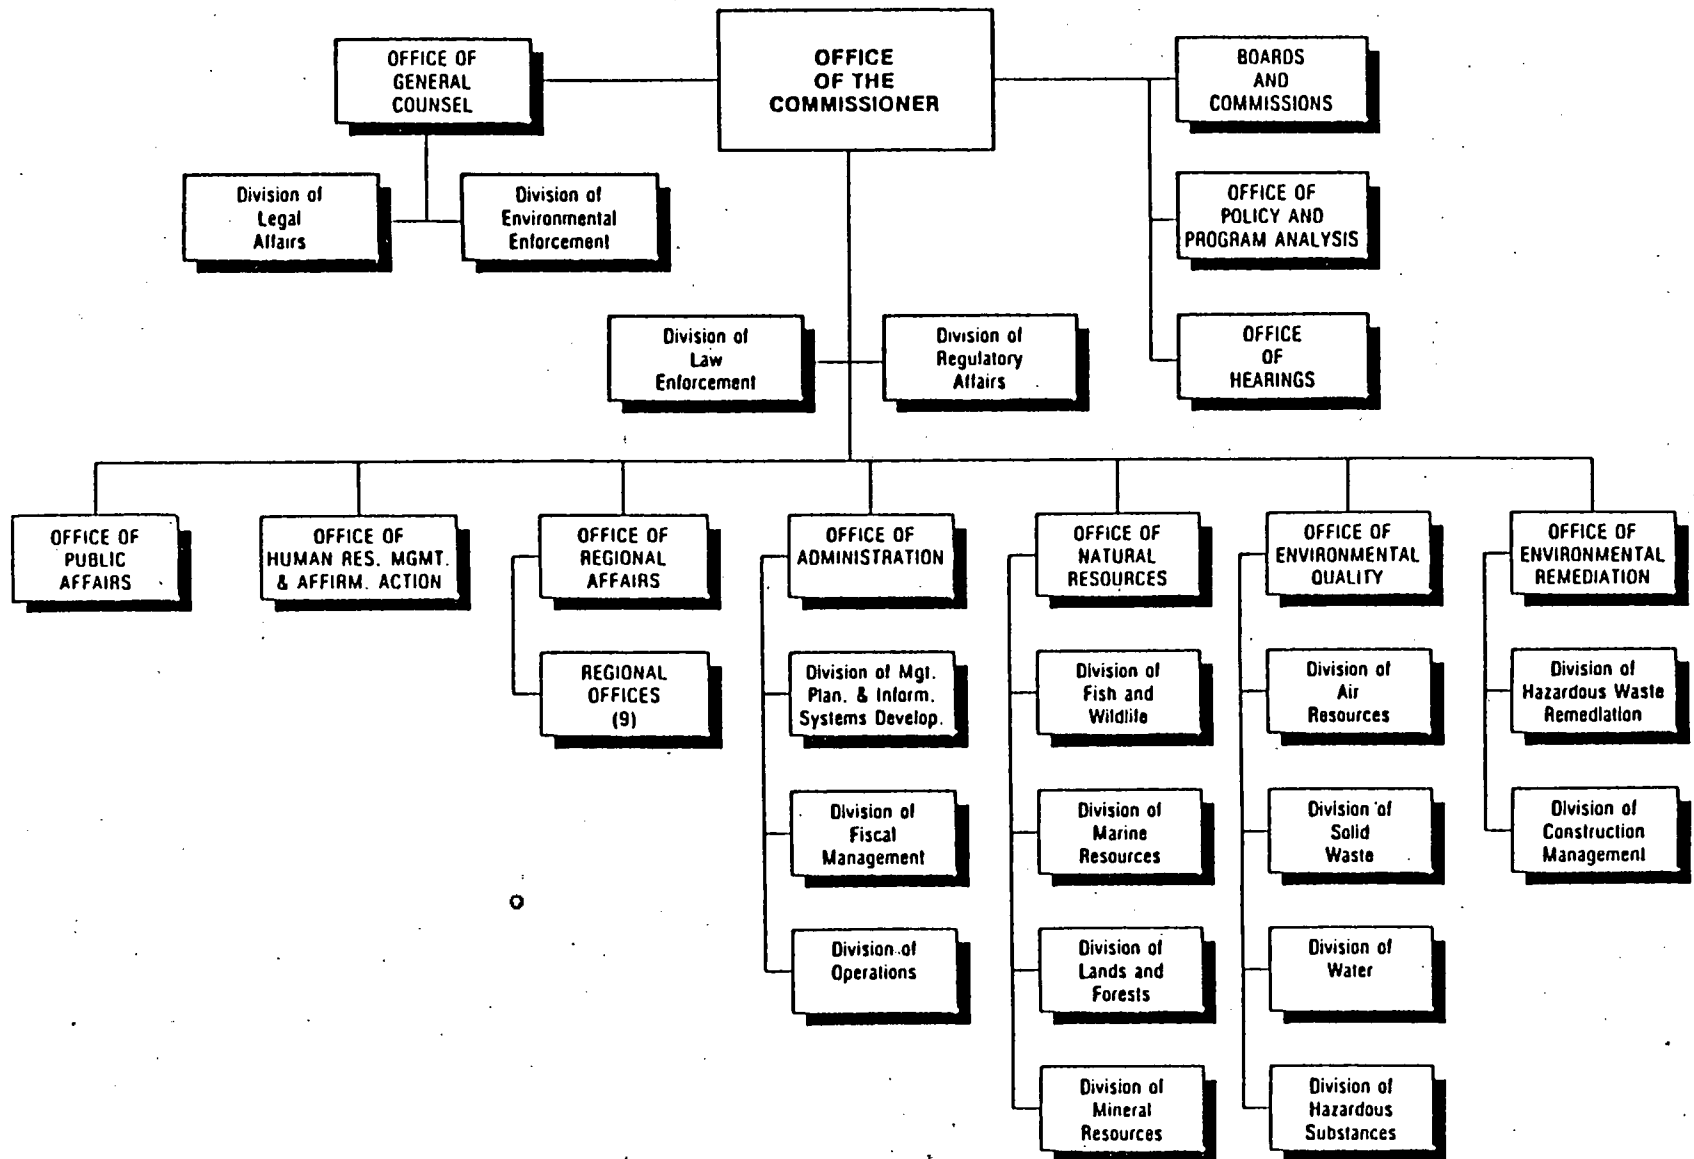 OFFICE OF
GENERAL
COUNSEL
OFFICE
OF THE
COMMISSIONER
BOARDS
AND
COMMISSIONS
Division of
Legal
Affairs
Division of
Environmental
Enforcement
OFFICE OF
POLICY AND
PROGRAM ANALYSIS
Division of
Law
Enforcement
Division of
Regulatory
Affairs
OFFICE
OF
HEARINGS
OFFICE OF
PUBLIC
AFFAIRS
OFFICE OF
HUMAN RES. MGMT.
& AFFIRM. ACTION
OFFICE OF
REGIONAL
AFFAIRS
OFFICE OF
ADMINISTRATION
OFFICE OF
NATURAL
RESOURCES
OFFICE OF
ENVIRONMENTAL
QUALITY
OFFICE OF
ENVIRONMENTAL
REMEDIATION
REGIONAL
OFFICES
(9)
Division of Mgt.
Plan. & Inform.
Systems Develop.
Division of
Fish and
Wildlife
Division of
Air
Resources
Division of
Hazardous Waste
Remediation
Division of
Fiscal
Management
Division of
Marine
Resources
Division of
Solid
Waste
Division of
Construction
Management
Division of
Operations
Division of
Lands and
Forests
Division of
Water
Division of
Mineral
Resources
Division of
Hazardous
Substances